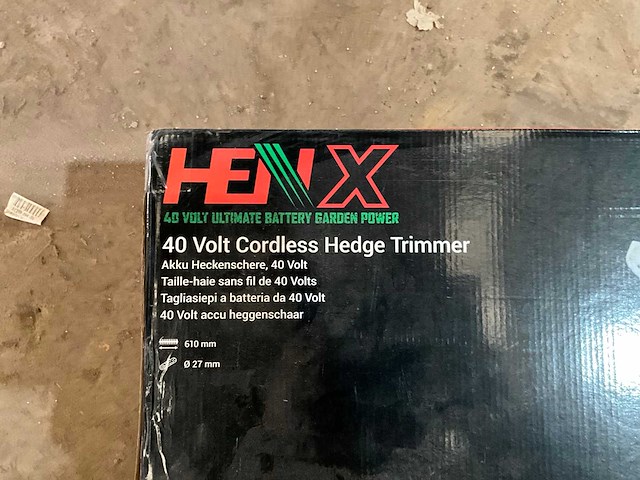 HENX
40 VOLT ULTIMATE BATTERY GARDEN POWER
40 Volt Cordless Hedge Trimmer
Akku Heckenschere, 40 Volt
Taille-haie sans fil de 40 Volts
Tagliasiepi a batteria da 40 Volt
40 Volt accu heggenschaar
610 mm
Ø 27 mm